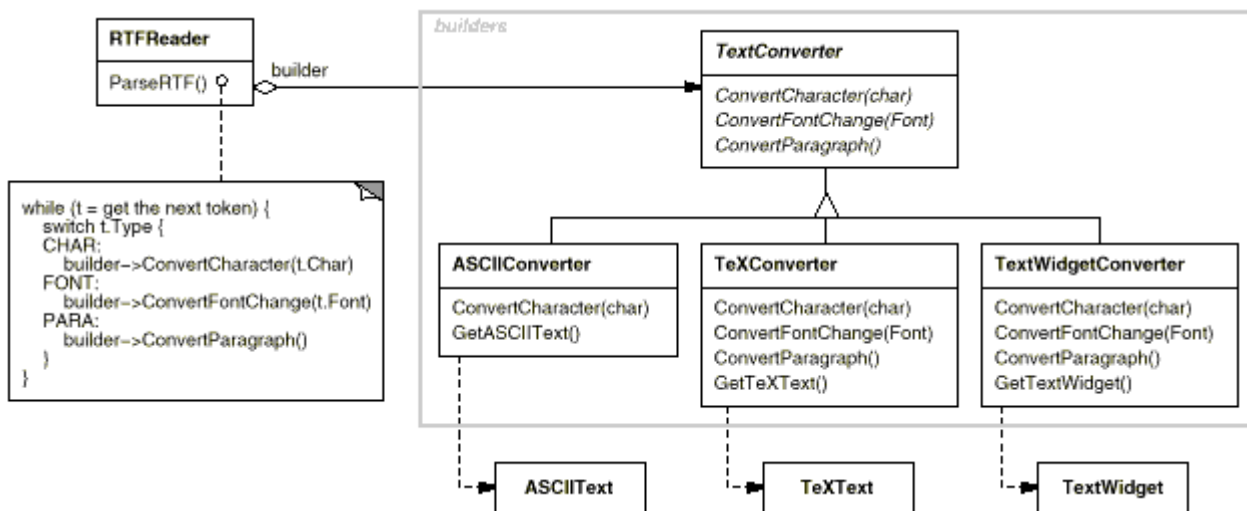 builders
RTFReader
ParseRTF()
builder
TextConverter
ConvertCharacter(char)
ConvertFontChange(Font)
ConvertParagraph()
while (t = get the next token) {
switch t.Type {
CHAR:
builder->ConvertCharacter(t.Char)
FONT:
builder->ConvertFontChange(t.Font)
PARA:
builder->ConvertParagraph()
}
}
ASCIIConverter
ConvertCharacter(char)
GetASCIIText()
TeXConverter
ConvertCharacter(char)
ConvertFontChange(Font)
ConvertParagraph()
GetTeXText()
TextWidgetConverter
ConvertCharacter(char)
ConvertFontChange(Font)
ConvertParagraph()
GetTextWidget()
ASCIIText
TeXText
TextWidget